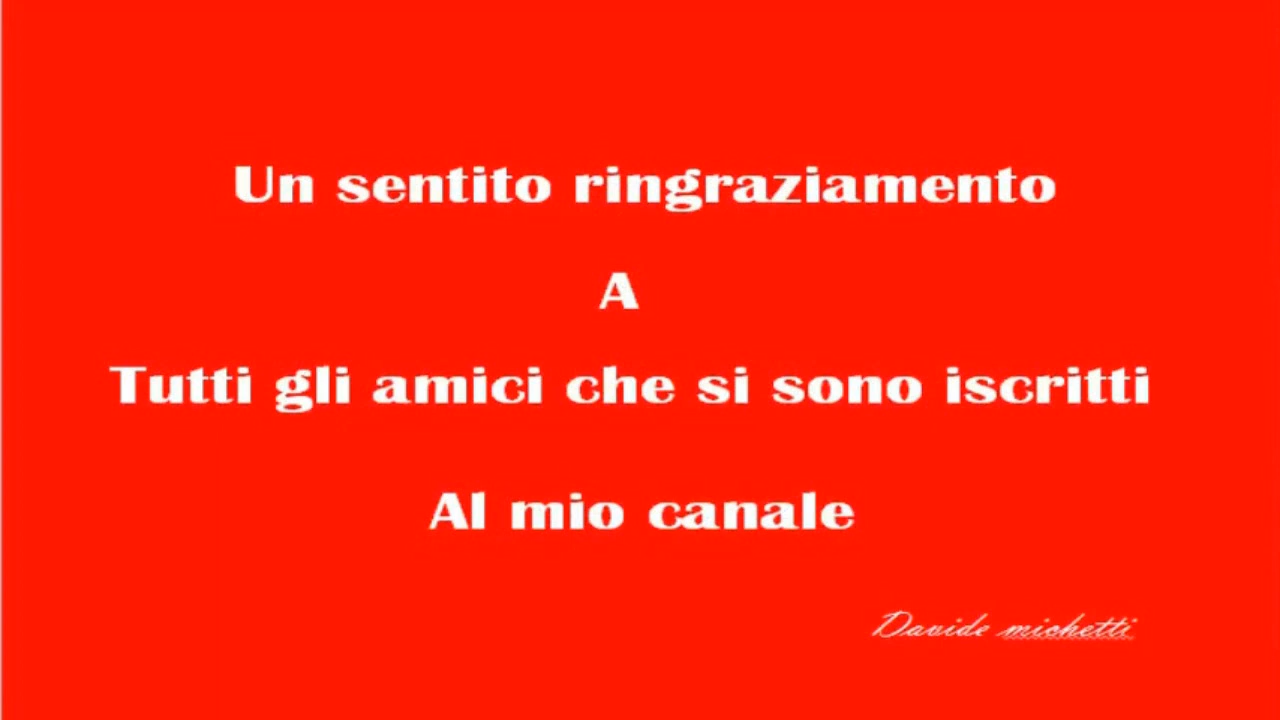 Un sentito ringraziamento
A
Tutti gli amici che si sono iscritti
Al mio canale
Davide michetti